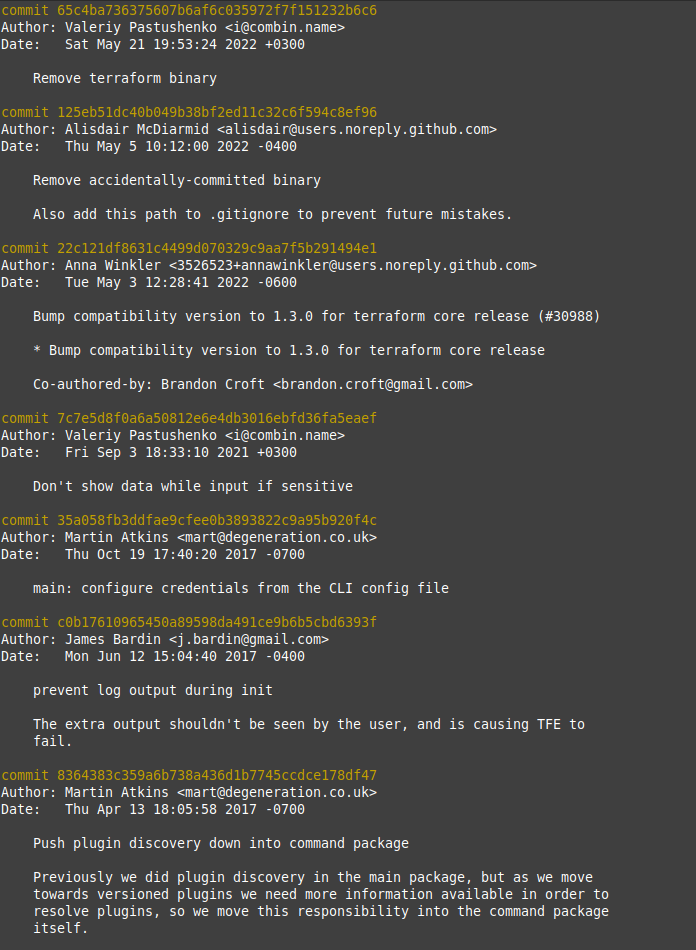 commit 65c4ba736375607b6af6c035972f7f151232b6c6
Author: Valeriy Pastushenko <i@combin.name>
Date:   Sat May 21 19:53:24 2022 +0300
Remove terraform binary
commit 125eb51dc40b049b38bf2ed11c32c6f594c8ef96
Author: Alisdair McDiarmid <alisdair@users.noreply.github.com>
Date:   Thu May 5 10:12:00 2022 -0400
Remove accidentally-committed binary
Also add this path to .gitignore to prevent future mistakes.
commit 22c121df8631c4499d070329c9aa7f5b291494e1
Author: Anna Winkler <3526523+annawinkler@users.noreply.github.com>
Date:   Tue May 3 12:28:41 2022 -0600
Bump compatibility version to 1.3.0 for terraform core release (#30988)
* Bump compatibility version to 1.3.0 for terraform core release
Co-authored-by: Brandon Croft <brandon.croft@gmail.com>
commit 7c7e5d8f0a6a50812e6e4db3016ebfd36fa5eaef
Author: Valeriy Pastushenko <i@combin.name>
Date:   Fri Sep 3 18:33:10 2021 +0300
Don't show data while input if sensitive
commit 35a058fb3ddfae9cfee0b3893822c9a95b920f4c
Author: Martin Atkins <mart@degeneration.co.uk>
Date:   Thu Oct 19 17:40:20 2017 -0700
main: configure credentials from the CLI config file
commit c0b17610965450a89598da491ce9b6b5cbd6393f
Author: James Bardin <j.bardin@gmail.com>
Date:   Mon Jun 12 15:04:40 2017 -0400
prevent log output during init
The extra output shouldn't be seen by the user, and is causing TFE to
fail.
commit 8364383c359a6b738a436d1b7745ccdce178df47
Author: Martin Atkins <mart@degeneration.co.uk>
Date:   Thu Apr 13 18:05:58 2017 -0700
Push plugin discovery down into command package
Previously we did plugin discovery in the main package, but as we move
towards versioned plugins we need more information available in order to
resolve plugins, so we move this responsibility into the command package
itself.